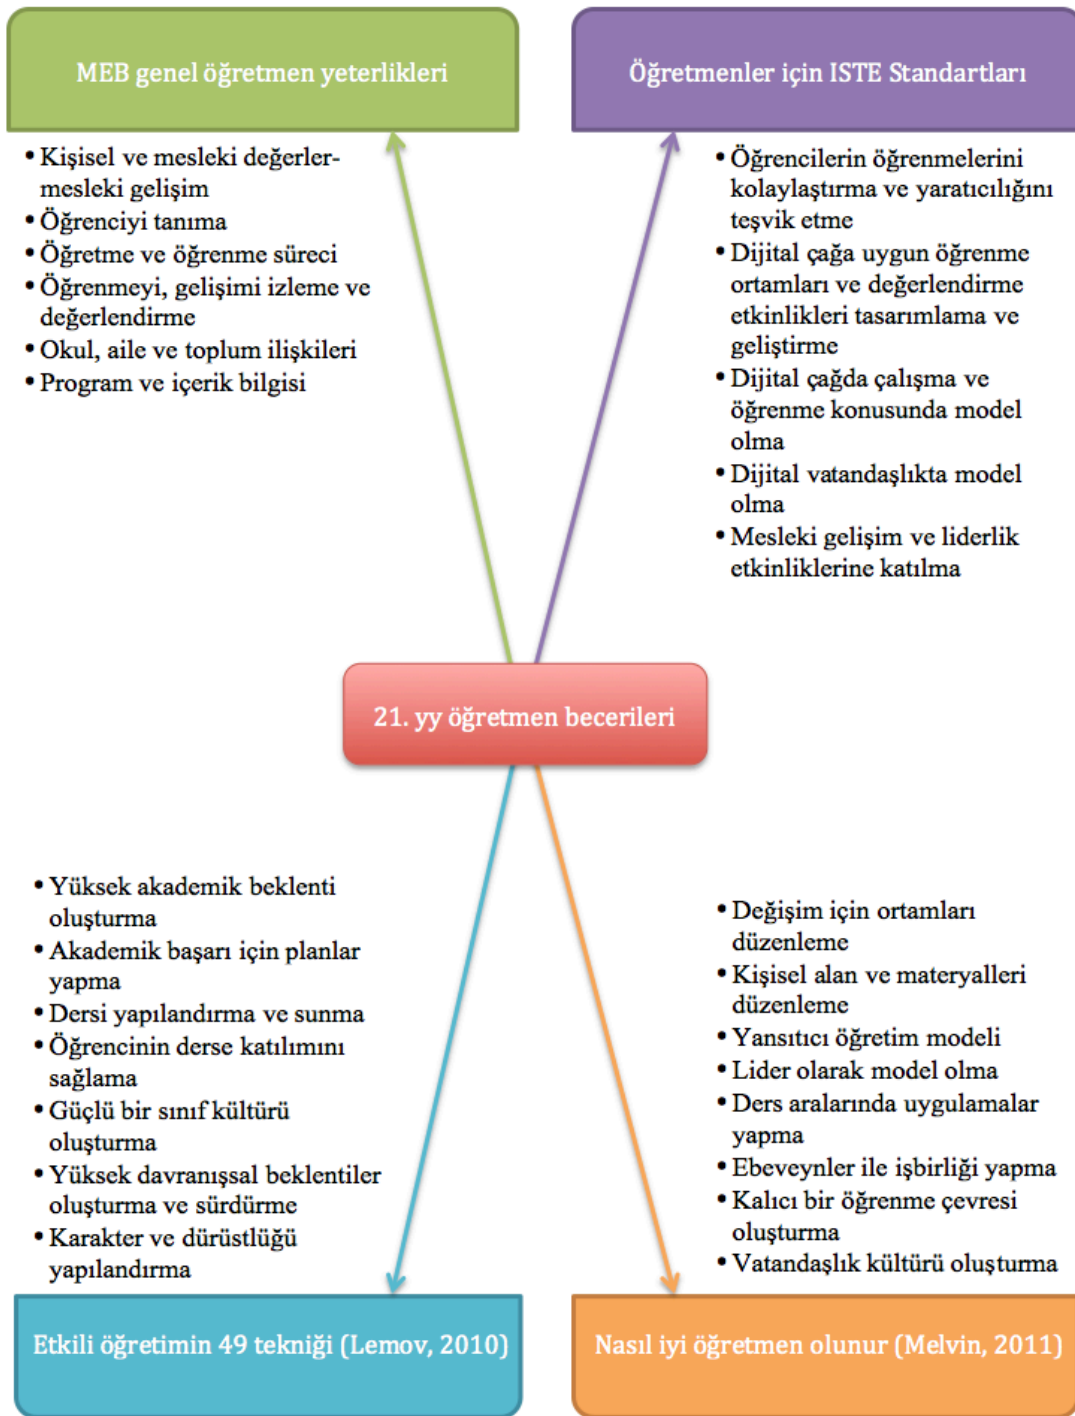 MEB genel öğretmen yeterlikleri
• Kişisel ve mesleki değerler-
mesleki gelişim
• Öğrenciyi tanıma
• Öğretme ve öğrenme süreci
• Öğrenmeyi, gelişimi izleme ve
değerlendirme
• Okul, aile ve toplum ilişkileri
• Program ve içerik bilgisi
Öğretmenler için ISTE Standartları
• Öğrencilerin öğrenmelerini
kolaylaştırma ve yaratıcılığını
teşvik etme
• Dijital çağa uygun öğrenme
ortamları ve değerlendirme
etkinlikleri tasarımlama ve
geliştirme
• Dijital çağda çalışma ve
öğrenme konusunda model
olma
• Dijital vatandaşlıkta model
olma
• Mesleki gelişim ve liderlik
etkinliklerine katılma
21. yy öğretmen becerileri
• Yüksek akademik beklenti
oluşturma
• Akademik başarı için planlar
yapma
• Dersi yapılandırma ve sunma
• Öğrencinin derse katılımını
sağlama
• Güçlü bir sınıf kültürü
oluşturma
• Yüksek davranışsal beklentiler
oluşturma ve sürdürme
• Karakter ve dürüstlüğü
yapılandırma
Etkili öğretimin 49 tekniği (Lemov, 2010)
• Değişim için ortamları
düzenleme
• Kişisel alan ve materyalleri
düzenleme
• Yansıtıcı öğretim modeli
• Lider olarak model olma
• Ders aralarında uygulamalar
yapma
• Ebeveynler ile işbirliği yapma
• Kalıcı bir öğrenme çevresi
oluşturma
• Vatandaşlık kültürü oluşturma
Nasıl iyi öğretmen olunur (Melvin, 2011)